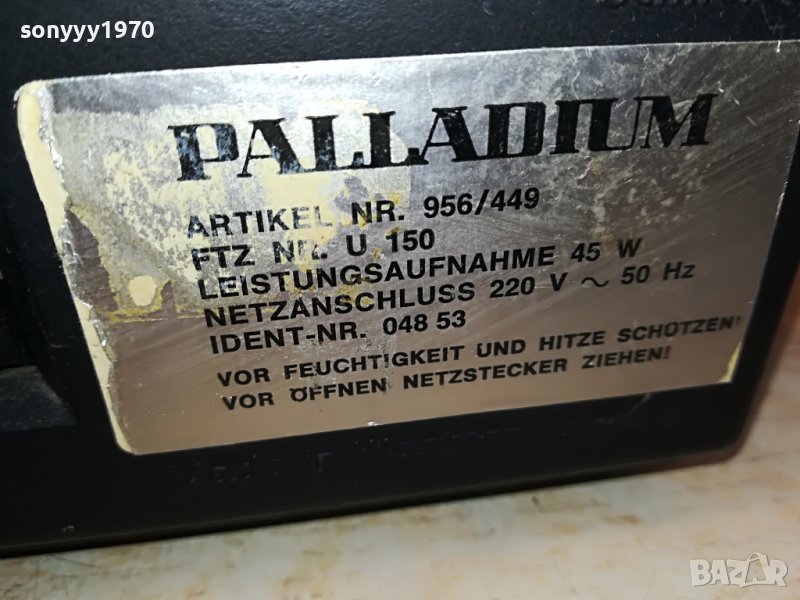 sonyyy1970
PALLADIUM
ARTIKEL NR. 956/449
FTZ NR. U 150
LEISTUNGSAUFNAHME 45 W
NETZANSCHLUSS 220 V ~ 50 Hz
IDENT-NR. 048 53
VOR FEUCHTIGKEIT UND HITZE SCHÜTZEN!
VOR ÖFFNEN NETZSTECKER ZIEHEN!
BAZAR